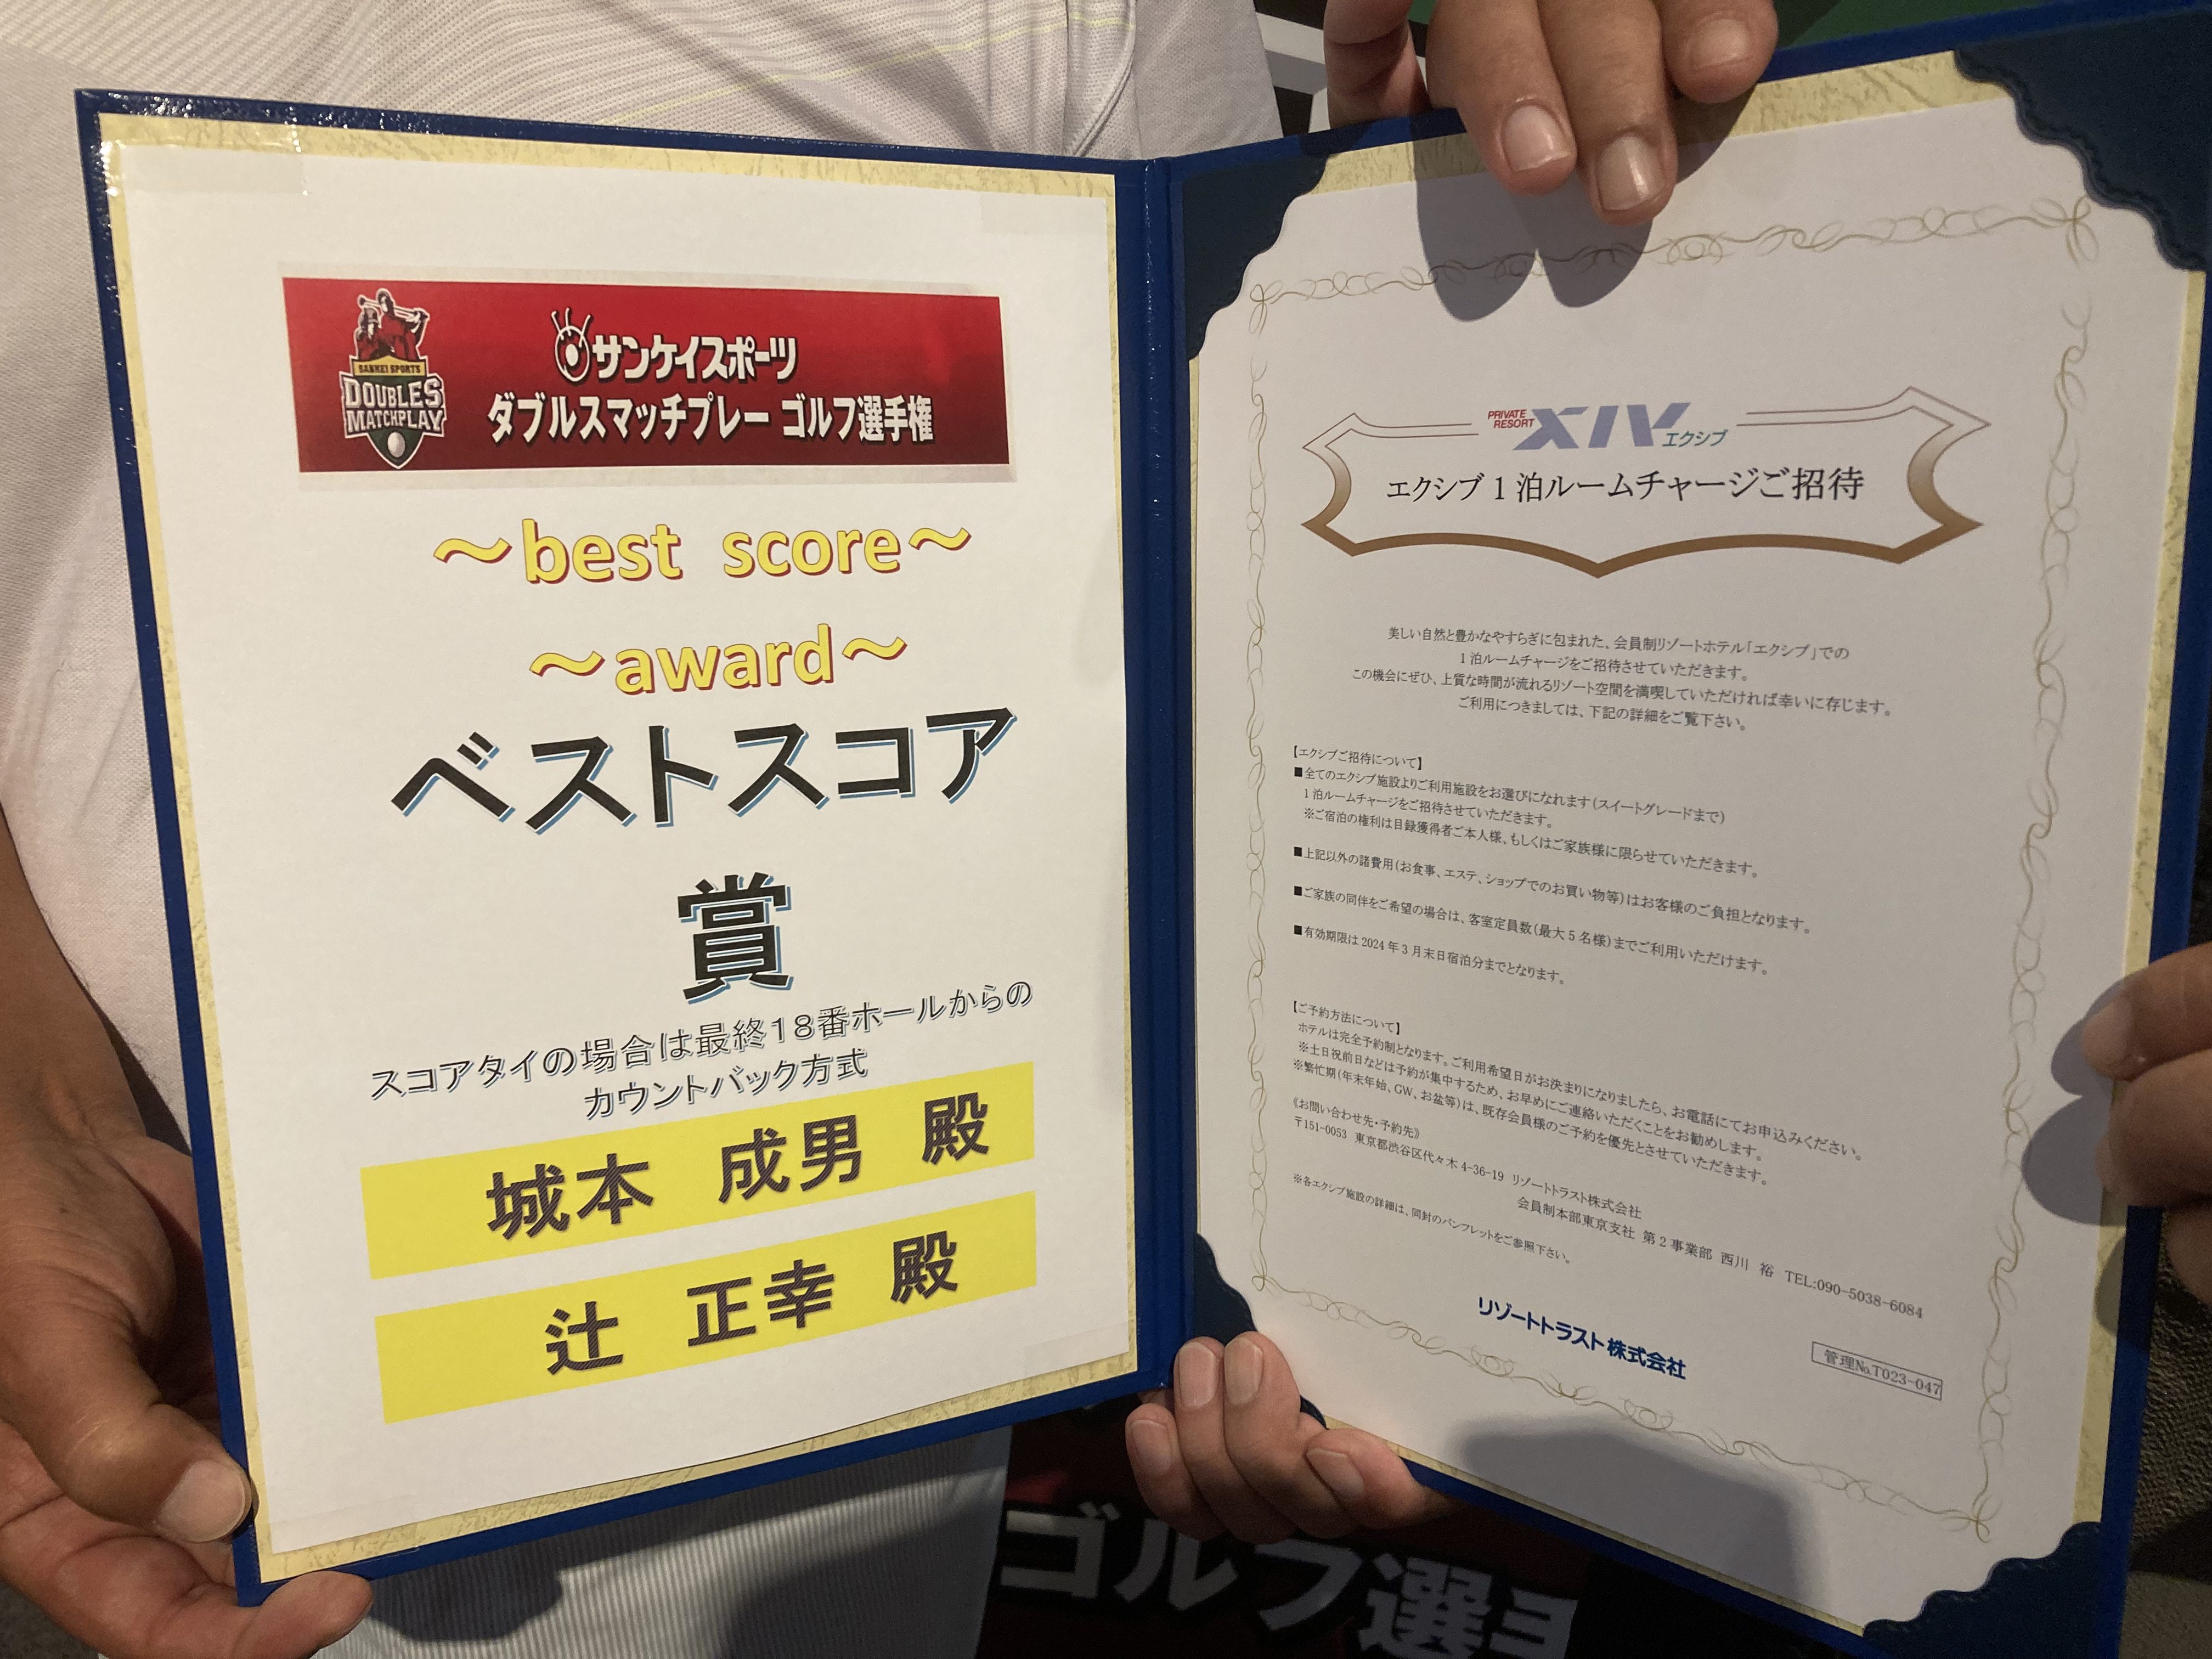 SANKEI SPORTS
DOUBLES
MATCHPLAY
サンケイスポーツ
ダブルスマッチプレー ゴルフ選手権
～best score～
～award～
ベストスコア
賞
スコアタイの場合は最終18番ホールからの
カウントバック方式
城本 成男 殿
辻 正幸 殿
PRIVATE
RESORT
XIV
エクシブ
エクシブ1泊ルームチャージご招待
美しい自然と豊かなやすらぎに包まれた、会員制リゾートホテル「エクシブ」での
1泊ルームチャージをご招待させていただきます。
この機会にぜひ、上質な時間が流れるリゾート空間を満喫していただければ幸いに存じます。
ご利用につきましては、下記の詳細をご覧下さい。
【エクシブご招待について】
■全てのエクシブ施設よりご利用施設をお選びになれます(スイートグレードまで)
1泊ルームチャージをご招待させていただきます。
※ご宿泊の権利は目録獲得者ご本人様、もしくはご家族様に限らせていただきます。
■上記以外の諸費用(お食事、エステ、ショップでのお買い物等)はお客様のご負担となります。
■ご家族の同伴をご希望の場合は、客室定員数(最大5名様)までご利用いただけます。
■有効期限は2024年3月末日宿泊分までとなります。
【ご予約方法について】
ホテルは完全予約制となります。ご利用希望日がお決まりになりましたら、お電話にてお申込みください。
※土日祝前日などは予約が集中するため、お早めにご連絡いただくことをお勧めします。
※繁忙期(年末年始、GW、お盆等)は、既存会員様のご予約を優先とさせていただきます。
《お問い合わせ先・予約先》
〒151-0053 東京都渋谷区代々木4-36-19 リゾートトラスト株式会社
会員制本部東京支社 第2事業部 西川 裕 TEL:090-5038-6084
※各エクシブ施設の詳細は、同封のパンフレットをご参照下さい。
リゾートトラスト株式会社
管理No.T023-047
ゴルフ選